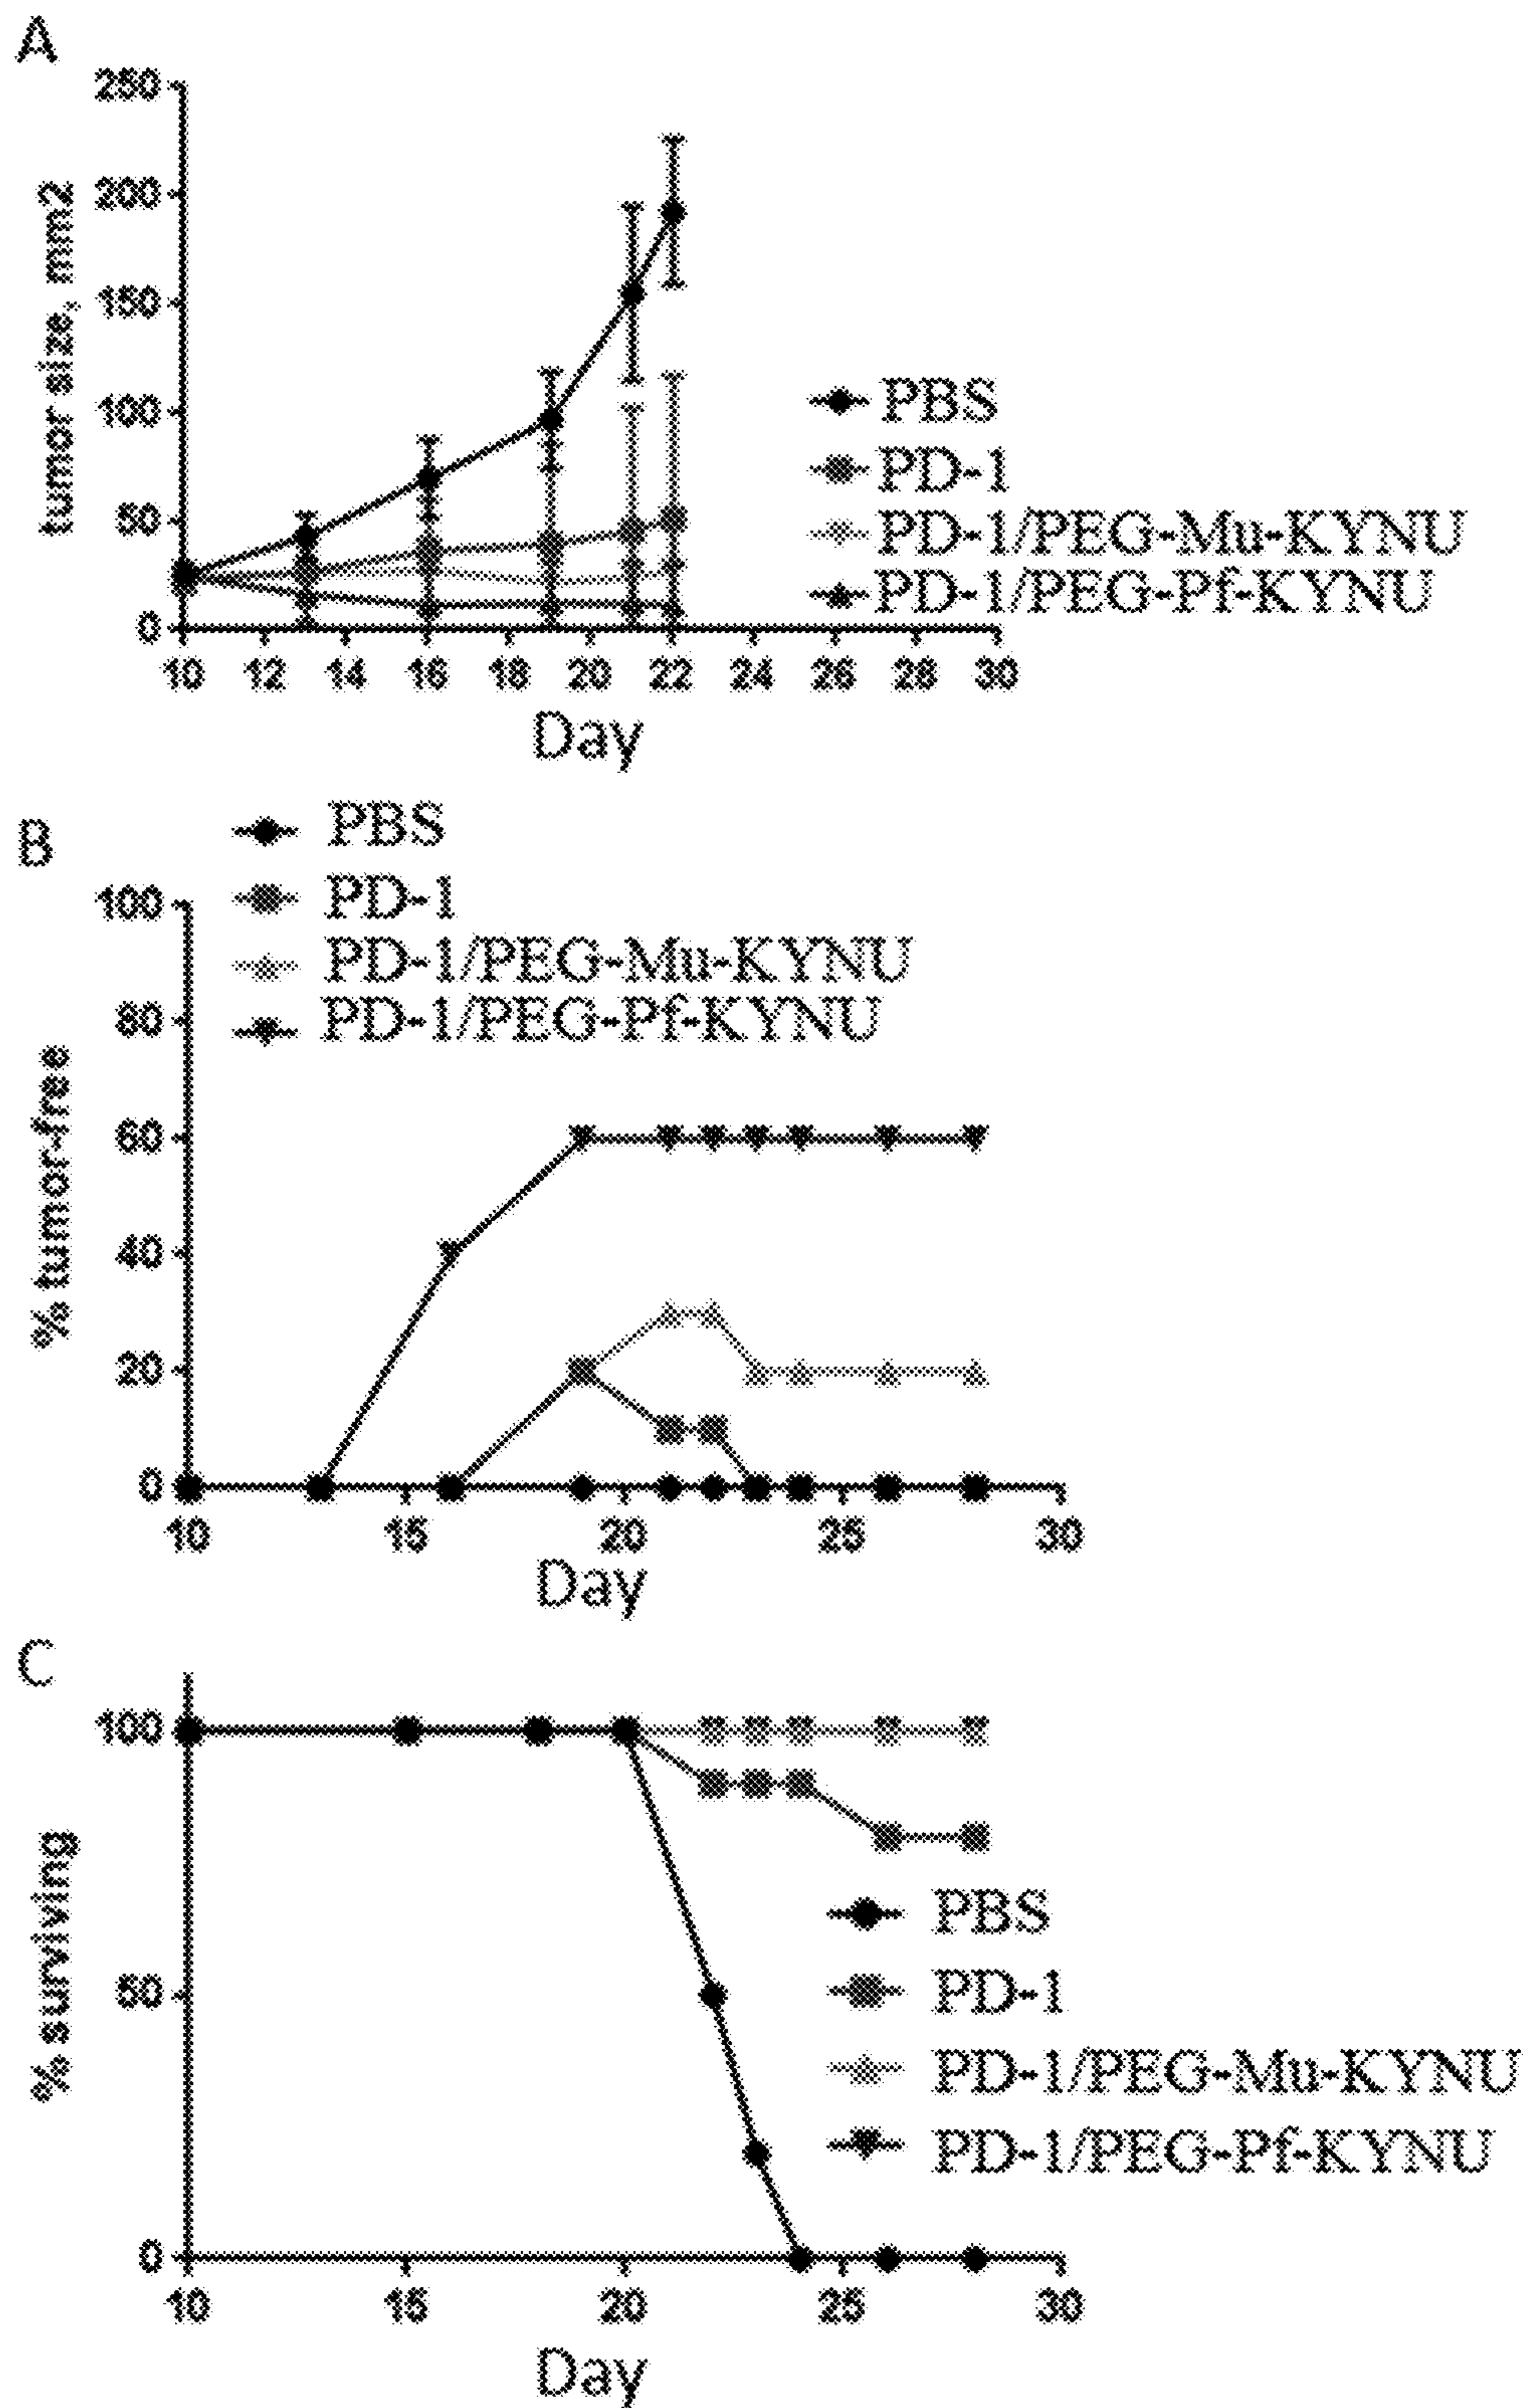 A
250
200
150
100
50
0
tumor size, mm2
10 12 14 16 18 20 22 24 26 28 30
Day
PBS
PD-1
PD-1/PEG-Mu-KYNU
PD-1/PEG-Pf-KYNU
B
PBS
PD-1
PD-1/PEG-Mu-KYNU
PD-1/PEG-Pf-KYNU
100
80
60
40
20
0
% tumor-free
10 15 20 25 30
Day
C
100
50
0
% surviving
PBS
PD-1
PD-1/PEG-Mu-KYNU
PD-1/PEG-Pf-KYNU
10 15 20 25 30
Day